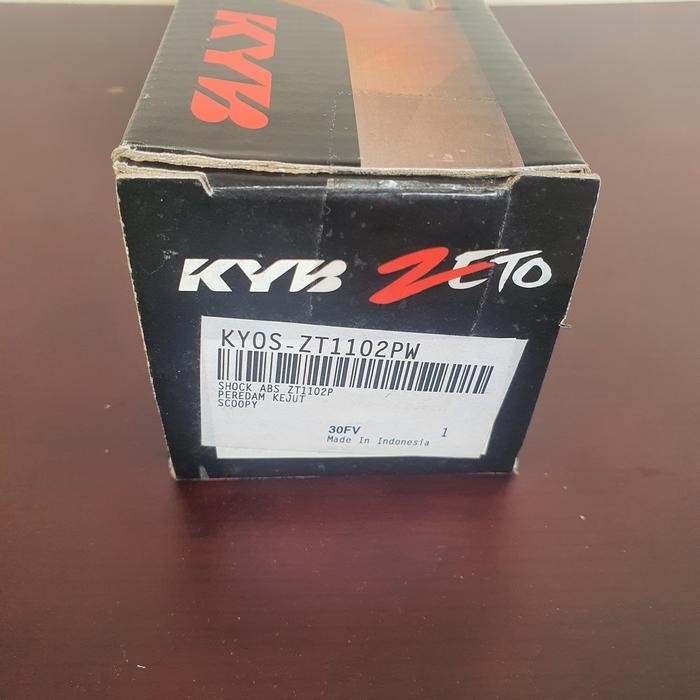 KYB
KYB ZETO
KYOS-ZT1102PW
SHOCK ABS ZT1102P
PEREDAM KEJUT
SCOOPY
30FV 1
Made In Indonesia